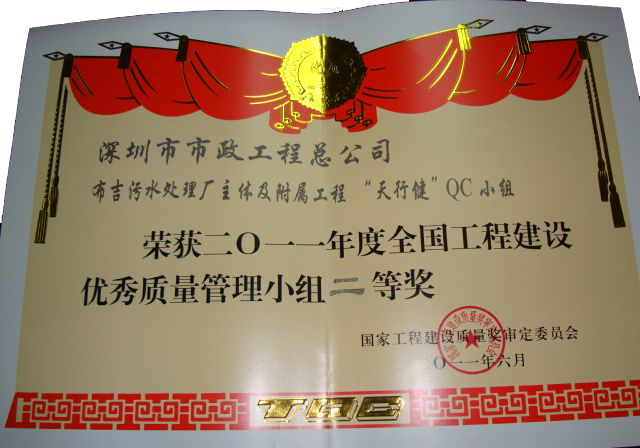 深圳市市政工程总公司
布吉污水处理厂主体及附属工程 “天行健”QC小组
荣获二O一一年度全国工程建设
优秀质量管理小组二等奖
国家工程建设质量奖审定委员会
二O一一年六月
TQC